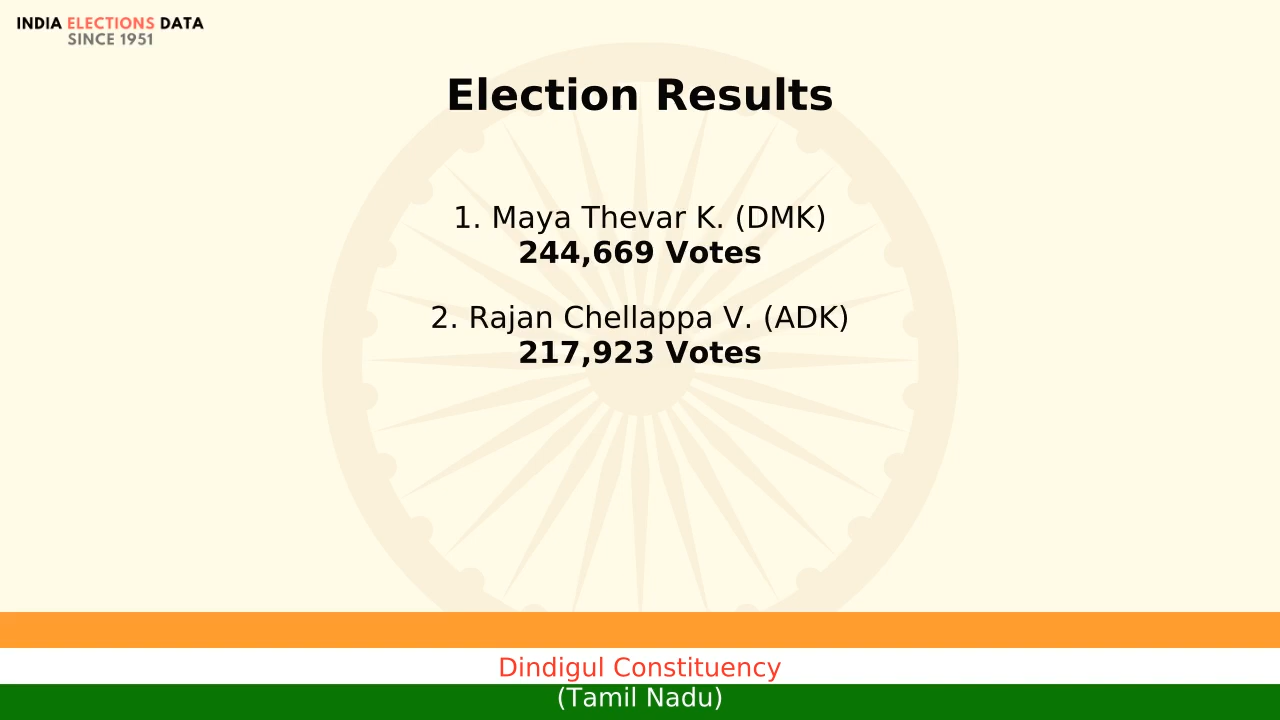 INDIA ELECTIONS DATA
SINCE 1951
Election Results
1. Maya Thevar K. (DMK)
244,669 Votes
2. Rajan Chellappa V. (ADK)
217,923 Votes
Dindigul Constituency
(Tamil Nadu)